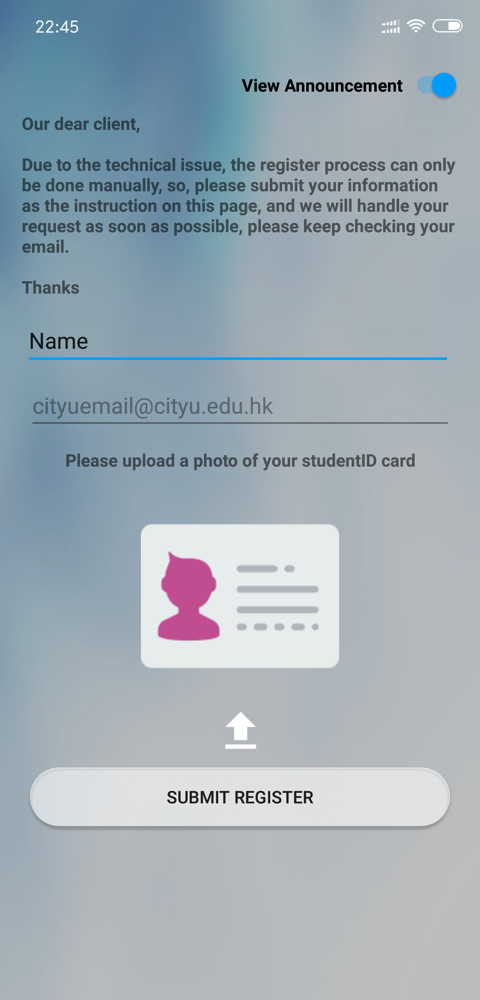 22:45
View Announcement
Our dear client,
Due to the technical issue, the register process can only
be done manually, so, please submit your information
as the instruction on this page, and we will handle your
request as soon as possible, please keep checking your
email.
Thanks
Name
cityuemail@cityu.edu.hk
Please upload a photo of your studentID card
SUBMIT REGISTER